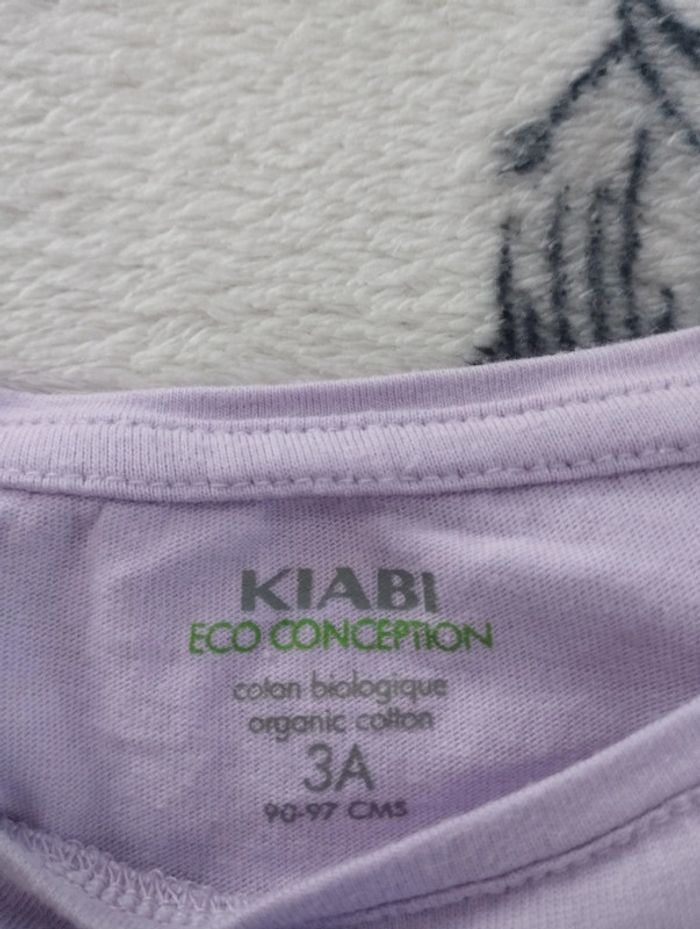 KIABI
ECO CONCEPTION
coton biologique
organic cotton
3A
90-97 CMS